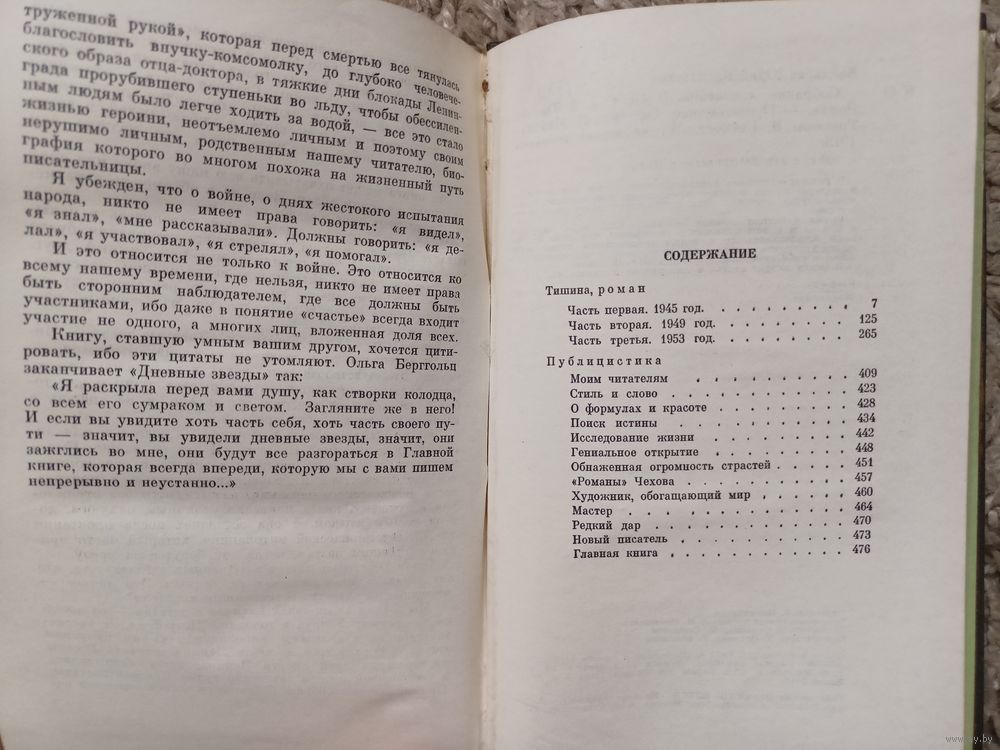 труженной рукой», которая перед смертью все тянулась
благословить внучку-комсомолку, до глубоко человече-
ского образа отца-доктора, в тяжкие дни блокады Ленин-
града прорубившего ступеньки во льду, чтобы обессилен-
ным людям было легче ходить за водой, — все это стало
жизнью героини, неотъемлемо личным и поэтому своим
нерушимо личным, родственным нашему читателю, био-
графия которого во многом похожа на жизненный путь
писательницы.
Я убежден, что о войне, о днях жестокого испытания
народа, никто не имеет права говорить: «я видел»,
«я знал», «мне рассказывали». Должны говорить: «я де-
лал», «я участвовал», «я стрелял», «я помогал».
И это относится не только к войне. Это относится ко
всему нашему времени, где нельзя, никто не имеет права
быть сторонним наблюдателем, где все должны быть
участниками, ибо даже в понятие «счастье» всегда входит
участие не одного, а многих лиц, вложенная доля всех.
Книгу, ставшую умным вашим другом, хочется цити-
ровать, ибо эти цитаты не утомляют. Ольга Берггольц
заканчивает «Дневные звезды» так:
«Я раскрыла перед вами душу, как створки колодца,
со всем его сумраком и светом. Загляните же в него!
И если вы увидите хоть часть себя, хоть часть своего пу-
ти — значит, вы увидели дневные звезды, значит, они
зажглись во мне, они будут все разгораться в Главной
книге, которая всегда впереди, которую мы с вами пишем
непрерывно и неустанно...»
СОДЕРЖАНИЕ
Тишина, роман
Часть первая. 1945 год. . . . . . . . . . 7
Часть вторая. 1949 год. . . . . . . . . . 125
Часть третья. 1953 год. . . . . . . . . . 265
Публицистика
Моим читателям . . . . . . . . . . . 409
Стиль и слово . . . . . . . . . . . 423
О формулах и красоте . . . . . . . . . 428
Поиск истины . . . . . . . . . . . 434
Исследование жизни . . . . . . . . . . 442
Гениальное открытие . . . . . . . . . 448
Обнаженная огромность страстей . . . . . . 451
«Романы» Чехова . . . . . . . . . . . 457
Художник, обогащающий мир . . . . . . . 460
Мастер . . . . . . . . . . . . . 464
Редкий дар . . . . . . . . . . . . 470
Новый писатель . . . . . . . . . . . 473
Главная книга . . . . . . . . . . . 476